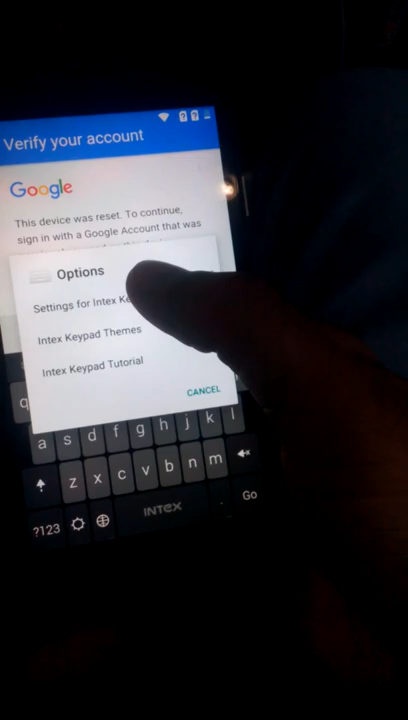 Verify your account
Google
This device was reset. To continue,
sign in with a Google Account that was
Options
Settings for Intex Ke
Intex Keypad Themes
Intex Keypad Tutorial
CANCEL
q
a s d f g h j k l
z x c v b n m
?123 INTEX . Go